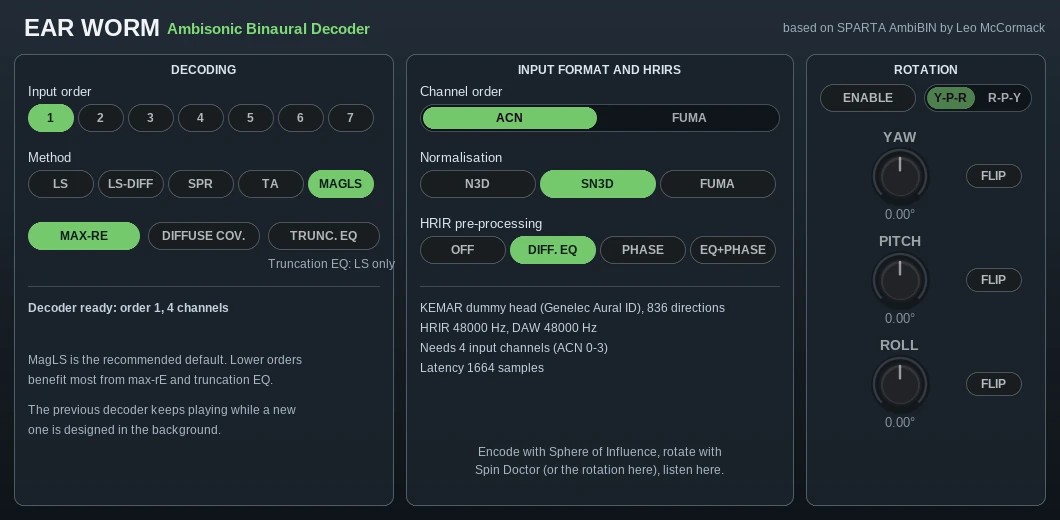 EAR WORM Ambisonic Binaural Decoder
based on SPARTA AmbiBIN by Leo McCormack
DECODING
Input order
1 2 3 4 5 6 7
Method
LS LS-DIFF SPR TA MAGLS
MAX-RE DIFFUSE COV. TRUNC. EQ
Truncation EQ: LS only
Decoder ready: order 1, 4 channels
MagLS is the recommended default. Lower orders
benefit most from max-rE and truncation EQ.
The previous decoder keeps playing while a new
one is designed in the background.
INPUT FORMAT AND HRIRS
Channel order
ACN FUMA
Normalisation
N3D SN3D FUMA
HRIR pre-processing
OFF DIFF. EQ PHASE EQ+PHASE
KEMAR dummy head (Genelec Aural ID), 836 directions
HRIR 48000 Hz, DAW 48000 Hz
Needs 4 input channels (ACN 0-3)
Latency 1664 samples
Encode with Sphere of Influence, rotate with
Spin Doctor (or the rotation here), listen here.
ROTATION
ENABLE Y-P-R R-P-Y
YAW
FLIP
0.00°
PITCH
FLIP
0.00°
ROLL
FLIP
0.00°